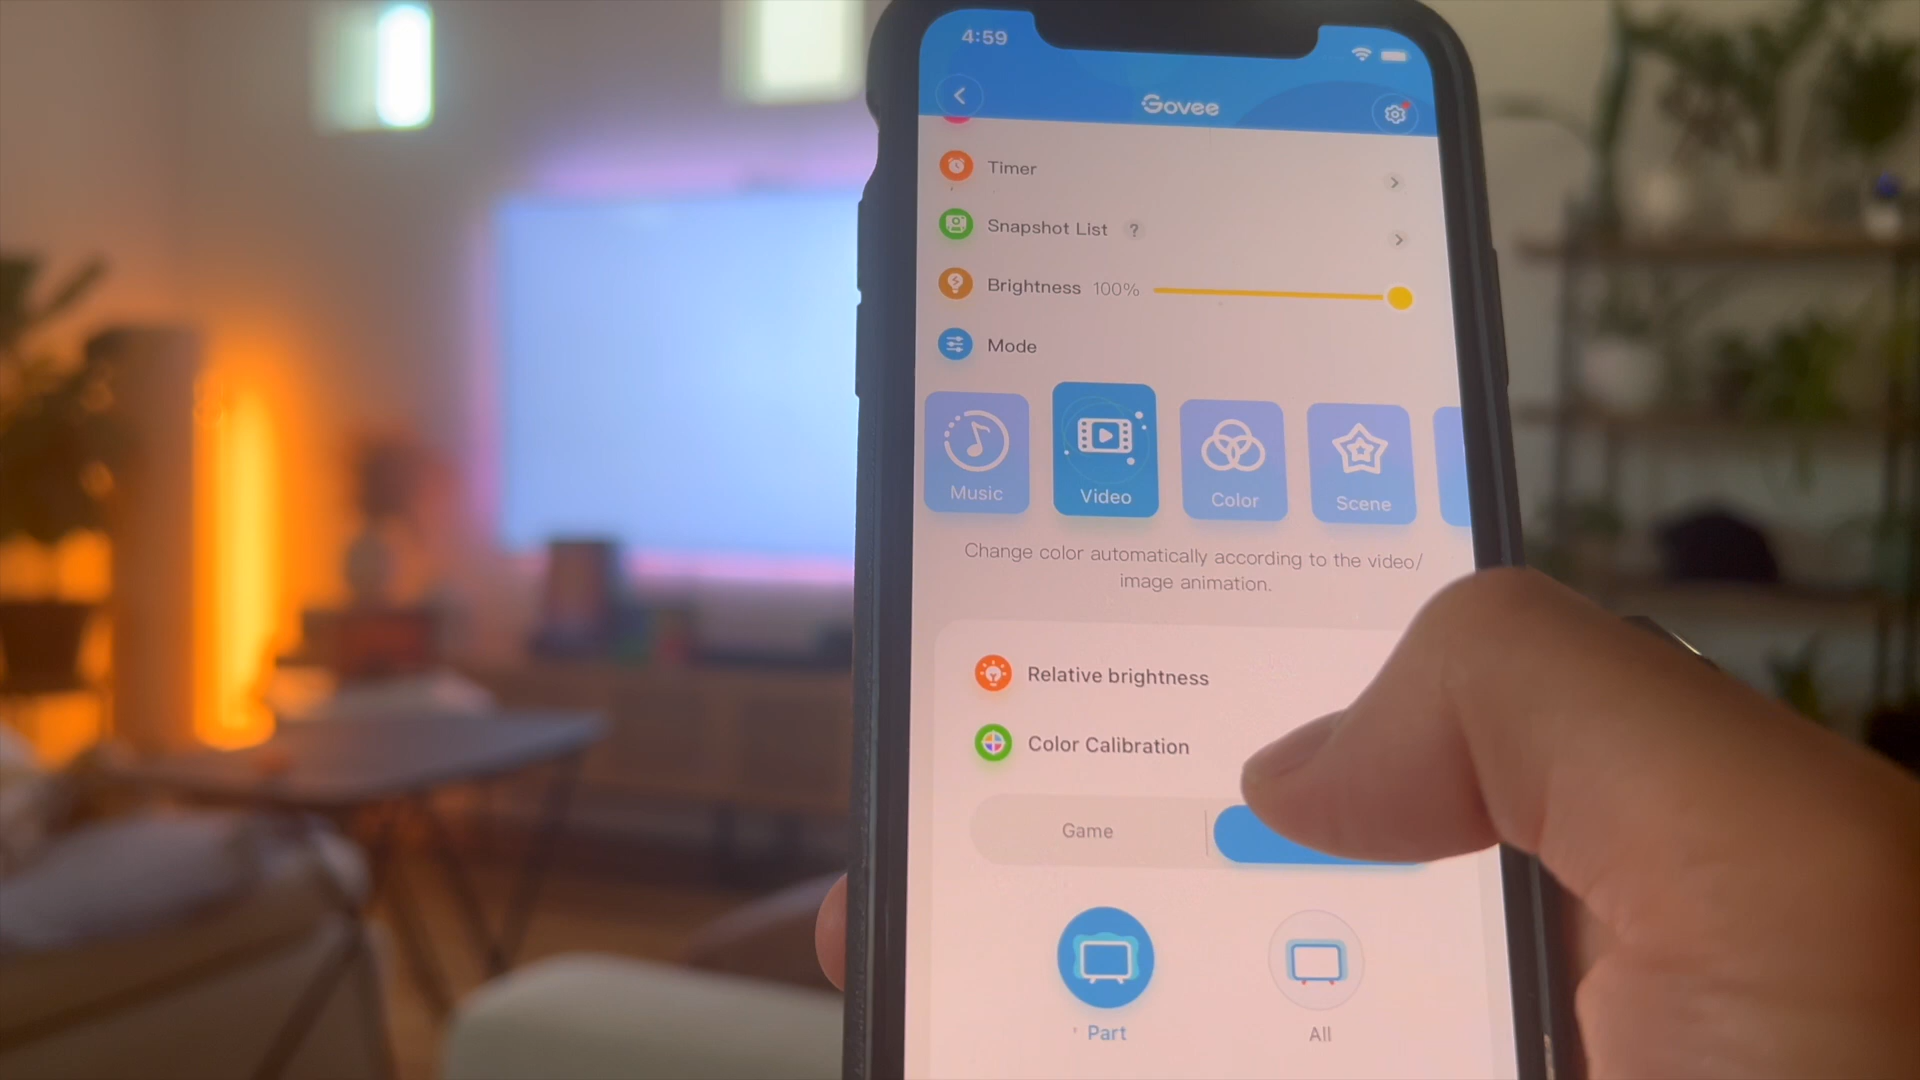 4:59
Govee
Timer
Snapshot List ?
Brightness 100%
Mode
Music
Video
Color
Scene
Change color automatically according to the video/
image animation.
Relative brightness
Color Calibration
Game
Part
All